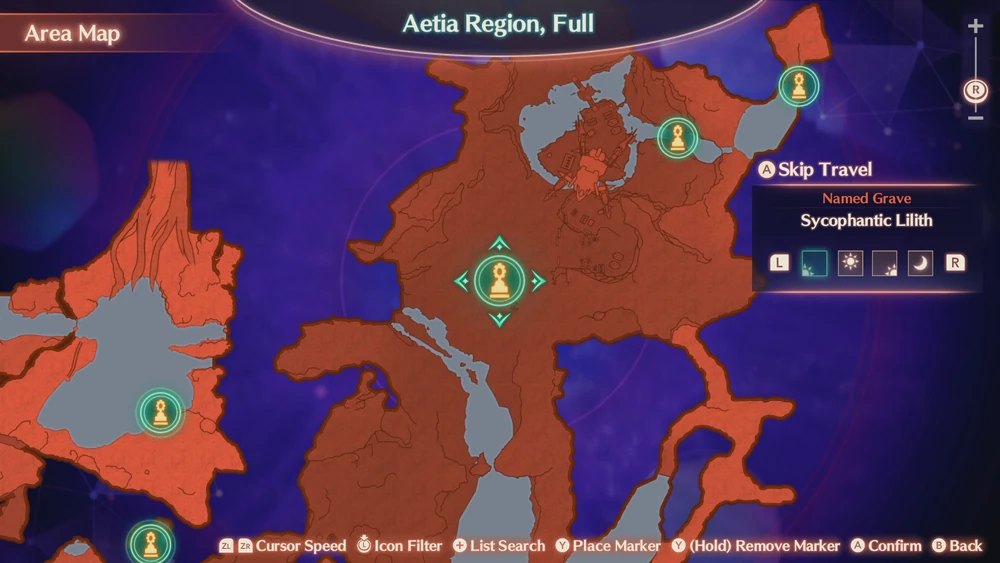 Area Map
Aetia Region, Full
R
A Skip Travel
Named Grave
Sycophantic Lilith
L R
ZL ZR Cursor Speed L Icon Filter + List Search Y Place Marker Y (Hold) Remove Marker A Confirm B Back